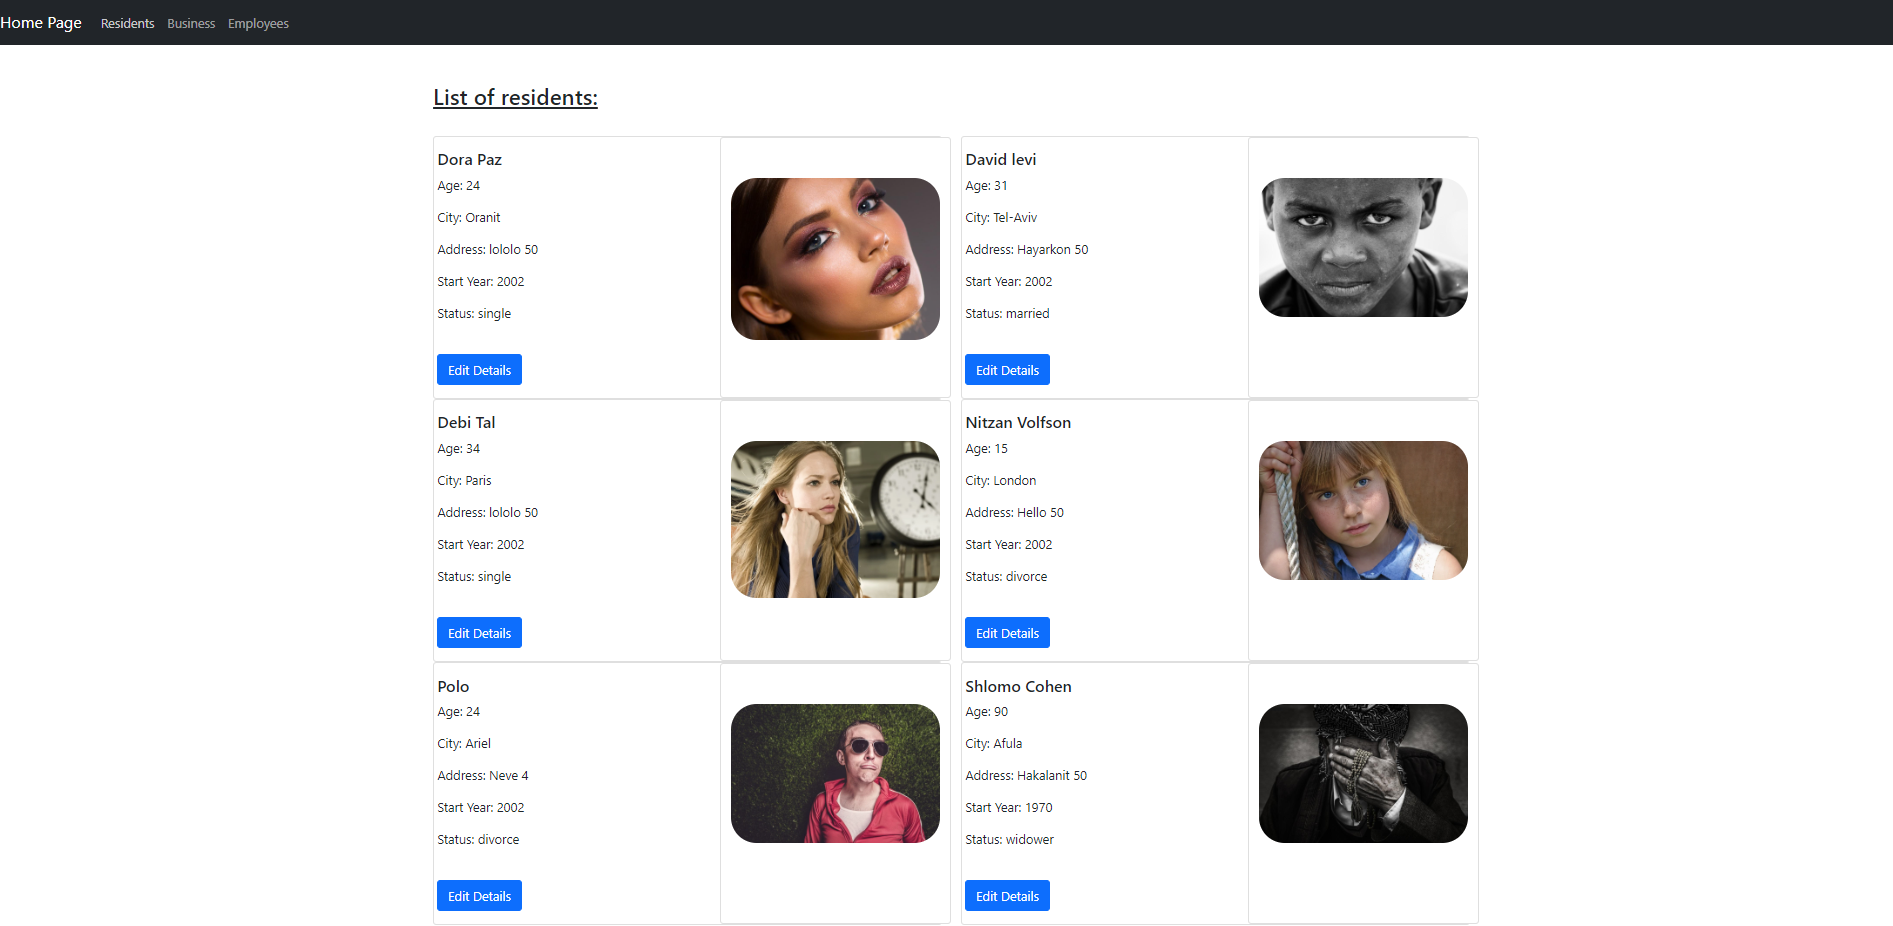 Home Page Residents Business Employees
List of residents:
Dora Paz
Age: 24
City: Oranit
Address: lololo 50
Start Year: 2002
Status: single
Edit Details
David levi
Age: 31
City: Tel-Aviv
Address: Hayarkon 50
Start Year: 2002
Status: married
Edit Details
Debi Tal
Age: 34
City: Paris
Address: lololo 50
Start Year: 2002
Status: single
Edit Details
Nitzan Volfson
Age: 15
City: London
Address: Hello 50
Start Year: 2002
Status: divorce
Edit Details
Polo
Age: 24
City: Ariel
Address: Neve 4
Start Year: 2002
Status: divorce
Edit Details
Shlomo Cohen
Age: 90
City: Afula
Address: Hakalanit 50
Start Year: 1970
Status: widower
Edit Details